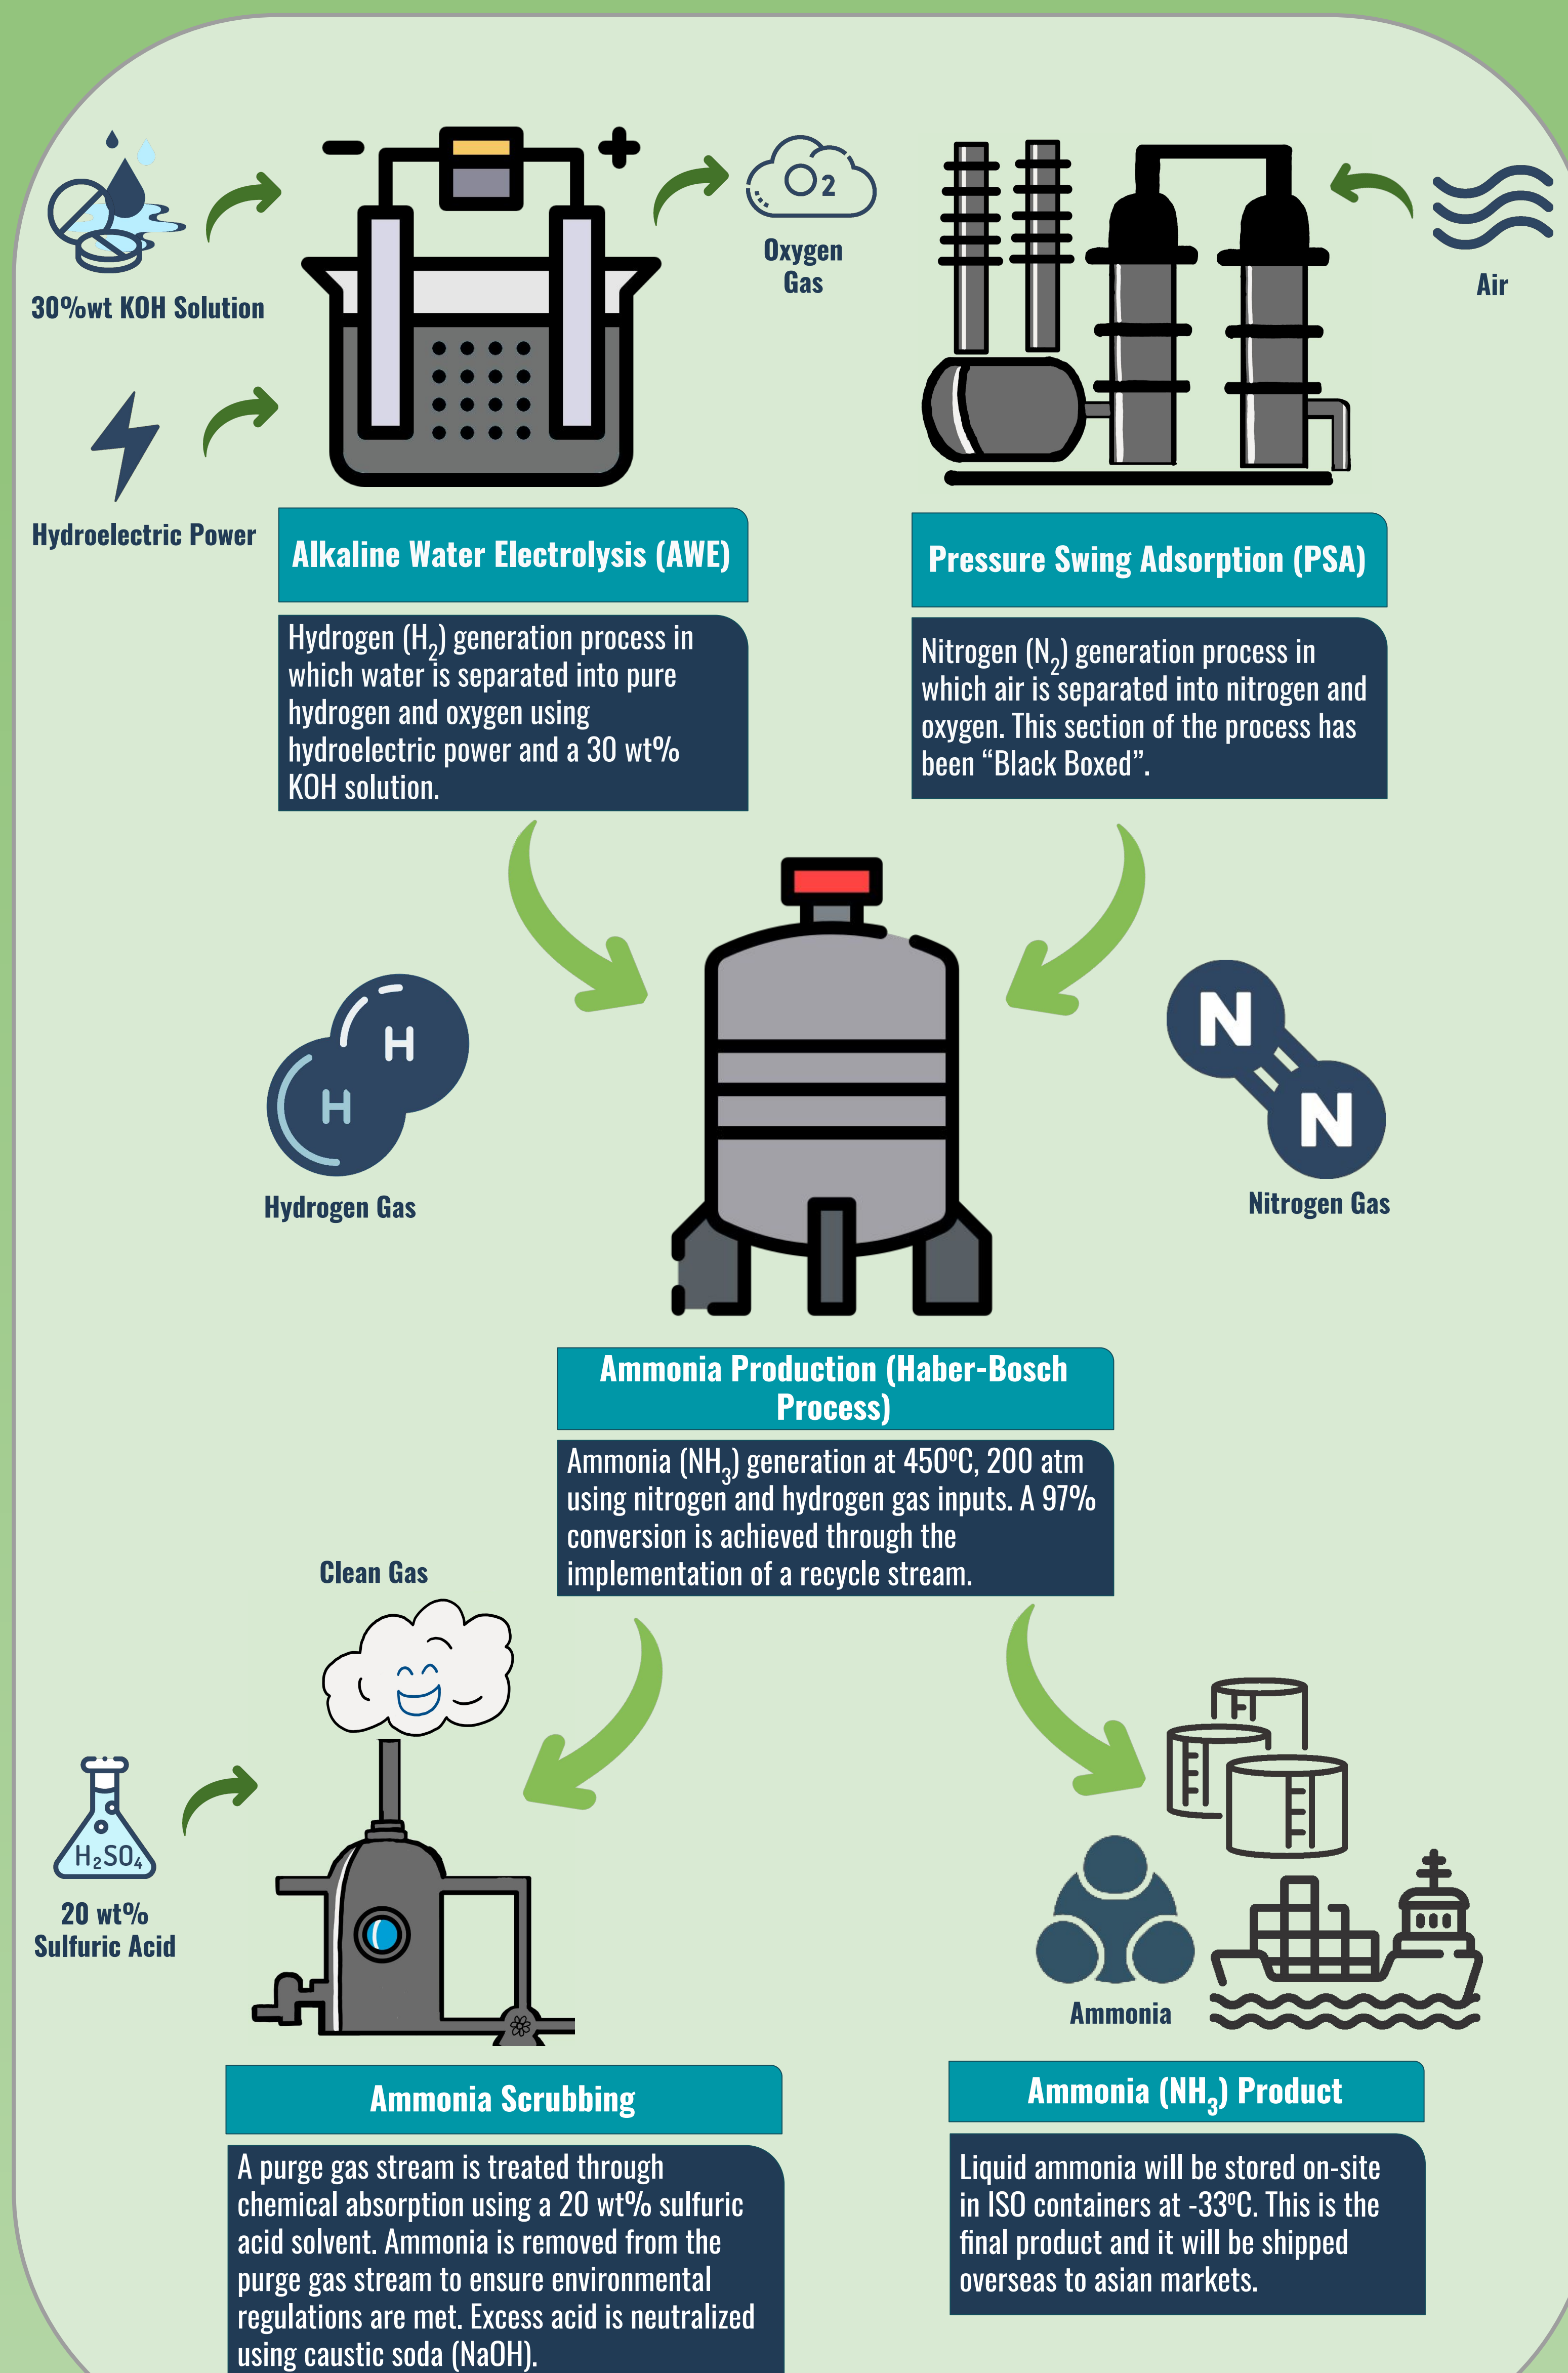 O2
Oxygen
Gas
Air
30%wt KOH Solution
Hydroelectric Power
Alkaline Water Electrolysis (AWE)
Pressure Swing Adsorption (PSA)
Hydrogen (H₂) generation process in
which water is separated into pure
hydrogen and oxygen using
hydroelectric power and a 30 wt%
KOH solution.
Nitrogen (N₂) generation process in
which air is separated into nitrogen and
oxygen. This section of the process has
been “Black Boxed”.
H
H
Hydrogen Gas
N
N
Nitrogen Gas
Ammonia Production (Haber-Bosch
Process)
Ammonia (NH₃) generation at 450ºC, 200 atm
using nitrogen and hydrogen gas inputs. A 97%
conversion is achieved through the
implementation of a recycle stream.
Clean Gas
H₂SO₄
20 wt%
Sulfuric Acid
Ammonia
Ammonia Scrubbing
A purge gas stream is treated through
chemical absorption using a 20 wt% sulfuric
acid solvent. Ammonia is removed from the
purge gas stream to ensure environmental
regulations are met. Excess acid is neutralized
using caustic soda (NaOH).
Ammonia (NH₃) Product
Liquid ammonia will be stored on-site
in ISO containers at -33ºC. This is the
final product and it will be shipped
overseas to asian markets.